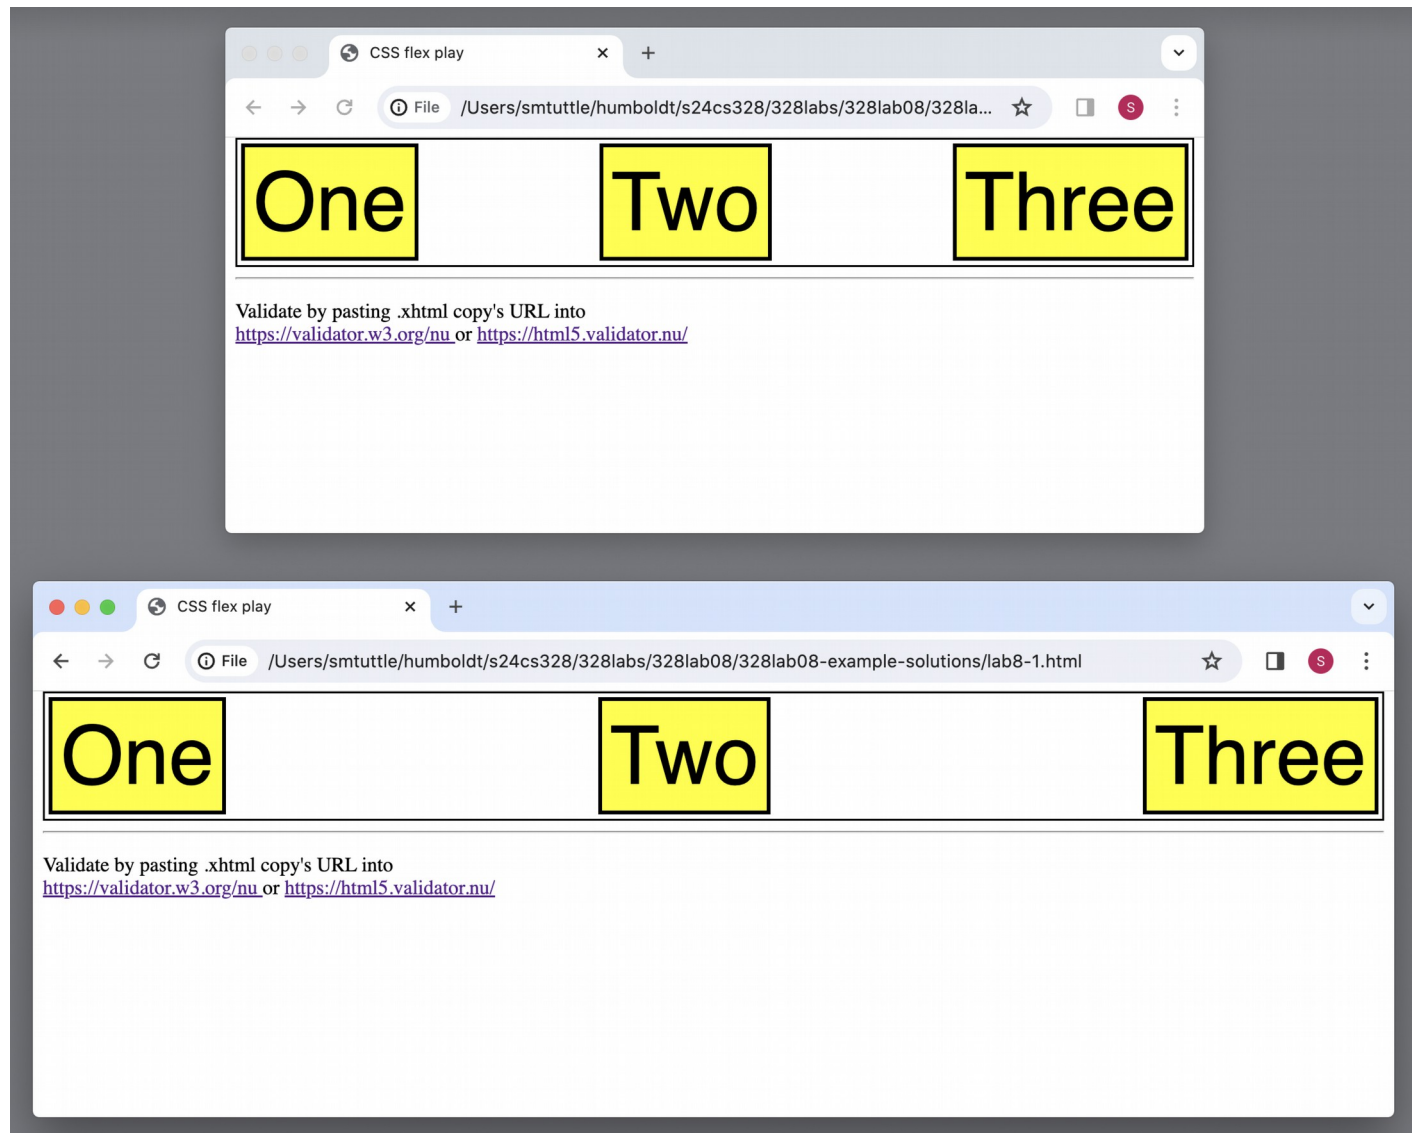 CSS flex play
File /Users/smtuttle/humboldt/s24cs328/328labs/328lab08/328la...
S
One Two Three
Validate by pasting .xhtml copy's URL into
https://validator.w3.org/nu or https://html5.validator.nu/
CSS flex play
File /Users/smtuttle/humboldt/s24cs328/328labs/328lab08/328lab08-example-solutions/lab8-1.html
S
One Two Three
Validate by pasting .xhtml copy's URL into
https://validator.w3.org/nu or https://html5.validator.nu/